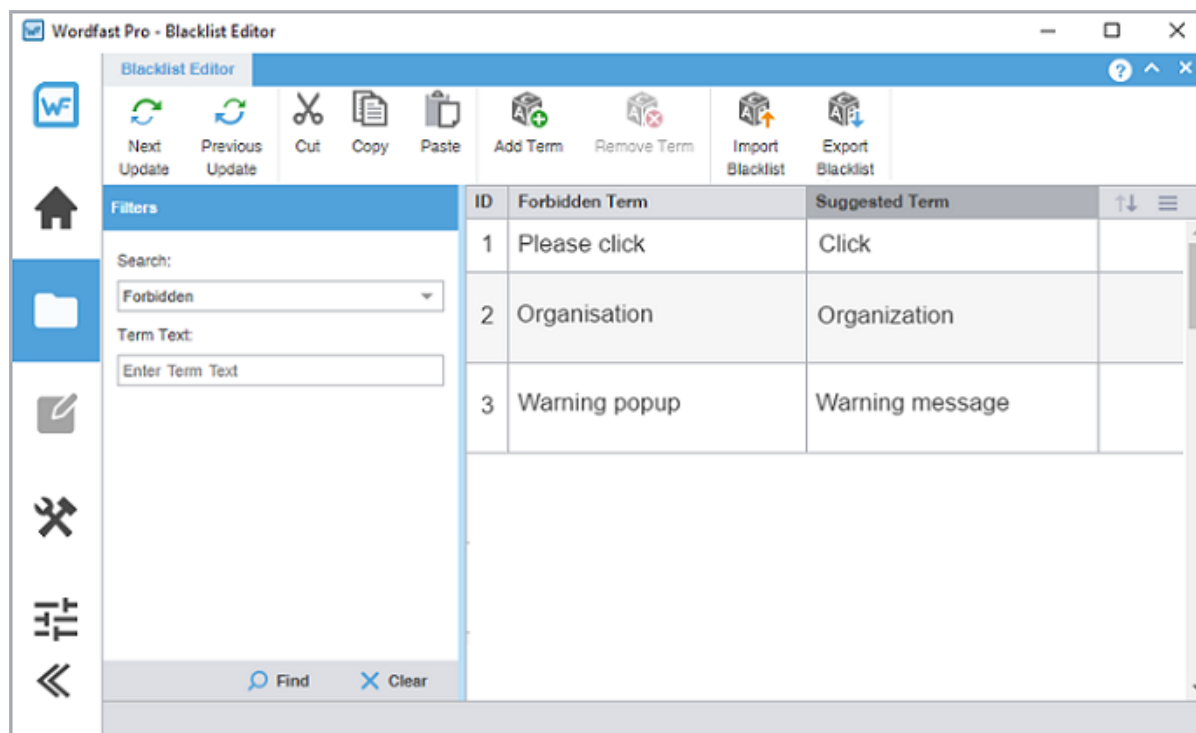 Wordfast Pro - Blacklist Editor
Blacklist Editor
Next Update
Previous Update
Cut
Copy
Paste
Add Term
Remove Term
Import Blacklist
Export Blacklist
WF
Filters
Search:
Forbidden
Term Text:
Enter Term Text
Find
Clear
ID Forbidden Term Suggested Term
1 Please click Click
2 Organisation Organization
3 Warning popup Warning message